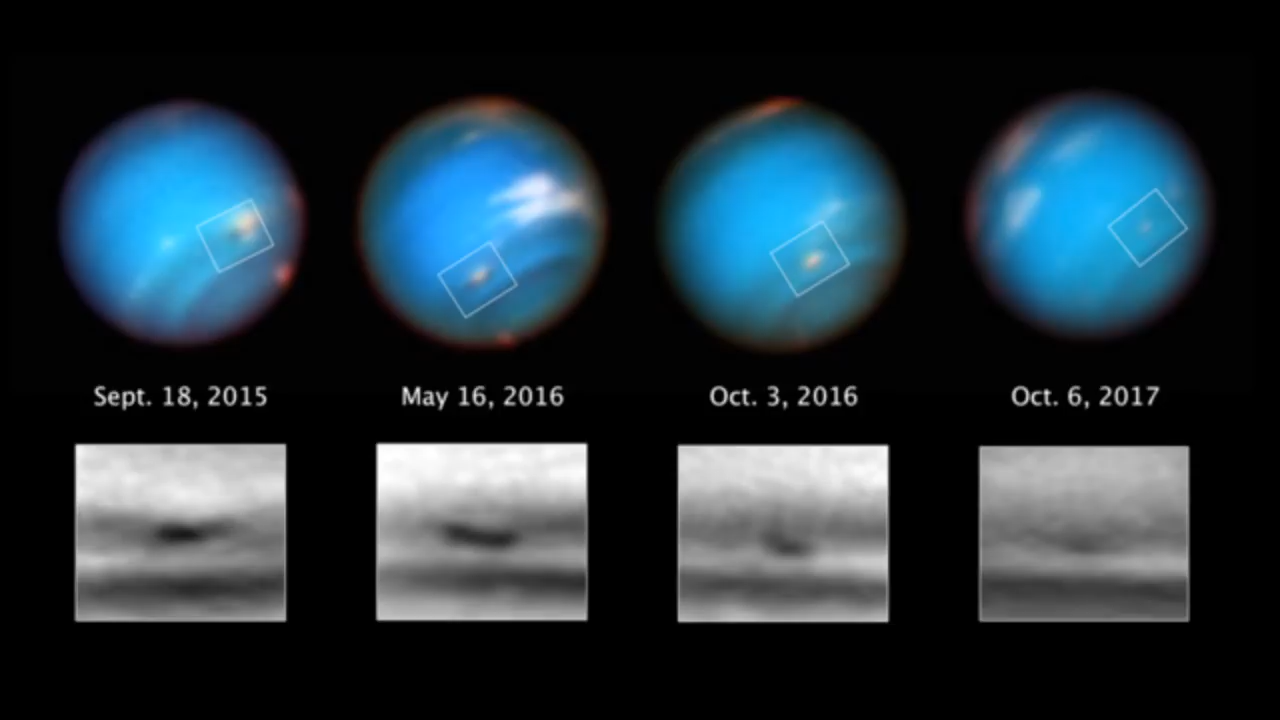 Sept. 18, 2015
May 16, 2016
Oct. 3, 2016
Oct. 6, 2017